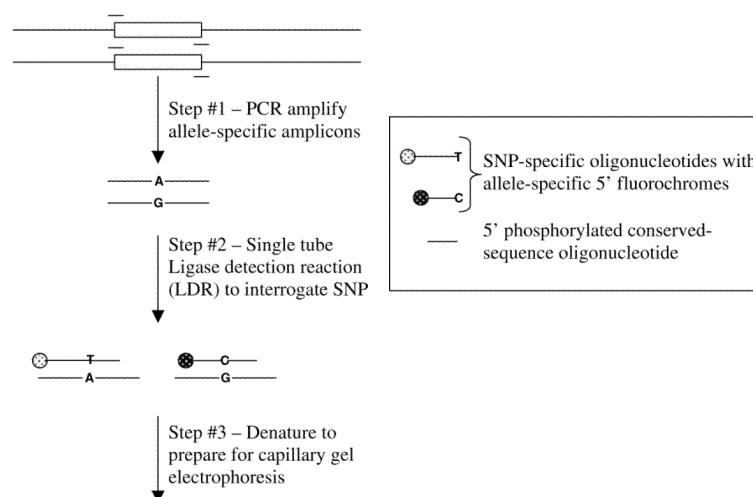 Step #1 – PCR amplify
allele-specific amplicons
A
G
Step #2 – Single tube
Ligase detection reaction
(LDR) to interrogate SNP
T
A
C
G
Step #3 – Denature to
prepare for capillary gel
electrophoresis
T
C
SNP-specific oligonucleotides with
allele-specific 5' fluorochromes
5' phosphorylated conserved-
sequence oligonucleotide